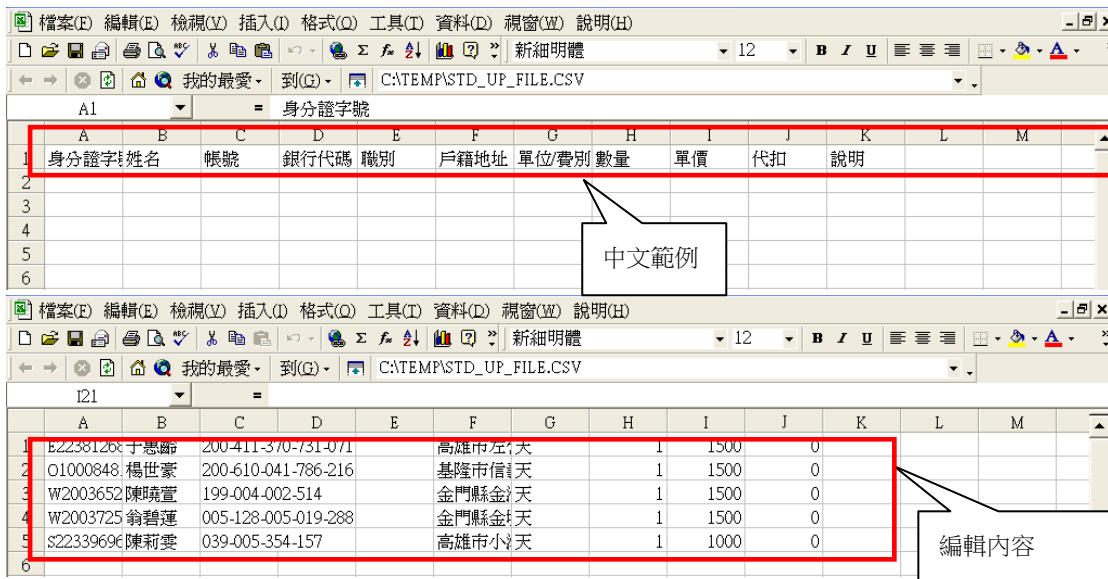 檔案(F) 編輯(E) 檢視(V) 插入(I) 格式(O) 工具(T) 資料(D) 視窗(W) 說明(H)
新細明體 12 B I U
我的最愛 到(G) C:\TEMP\STD_UP_FILE.CSV
A1 = 身分證字號
A B C D E F G H I J K L M
1 身分證字 姓名 帳號 銀行代碼 職別 戶籍地址 單位/費別 數量 單價 代扣 說明
2
3
4
5
6
中文範例
檔案(F) 編輯(E) 檢視(V) 插入(I) 格式(O) 工具(T) 資料(D) 視窗(W) 說明(H)
新細明體 12 B I U
我的最愛 到(G) C:\TEMP\STD_UP_FILE.CSV
I21 =
A B C D E F G H I J K L M
1 E22381268 于惠齡 200-411-370-731-071 高雄市左 天 1 1500 0
2 O1000848 楊世豪 200-610-041-786-216 基隆市信 天 1 1500 0
3 W2003652 陳曉萱 199-004-002-514 金門縣金 天 1 1500 0
4 W2003725 翁碧蓮 005-128-005-019-288 金門縣金 天 1 1500 0
5 S22339696 陳莉雯 039-005-354-157 高雄市小 天 1 1000 0
6
編輯內容